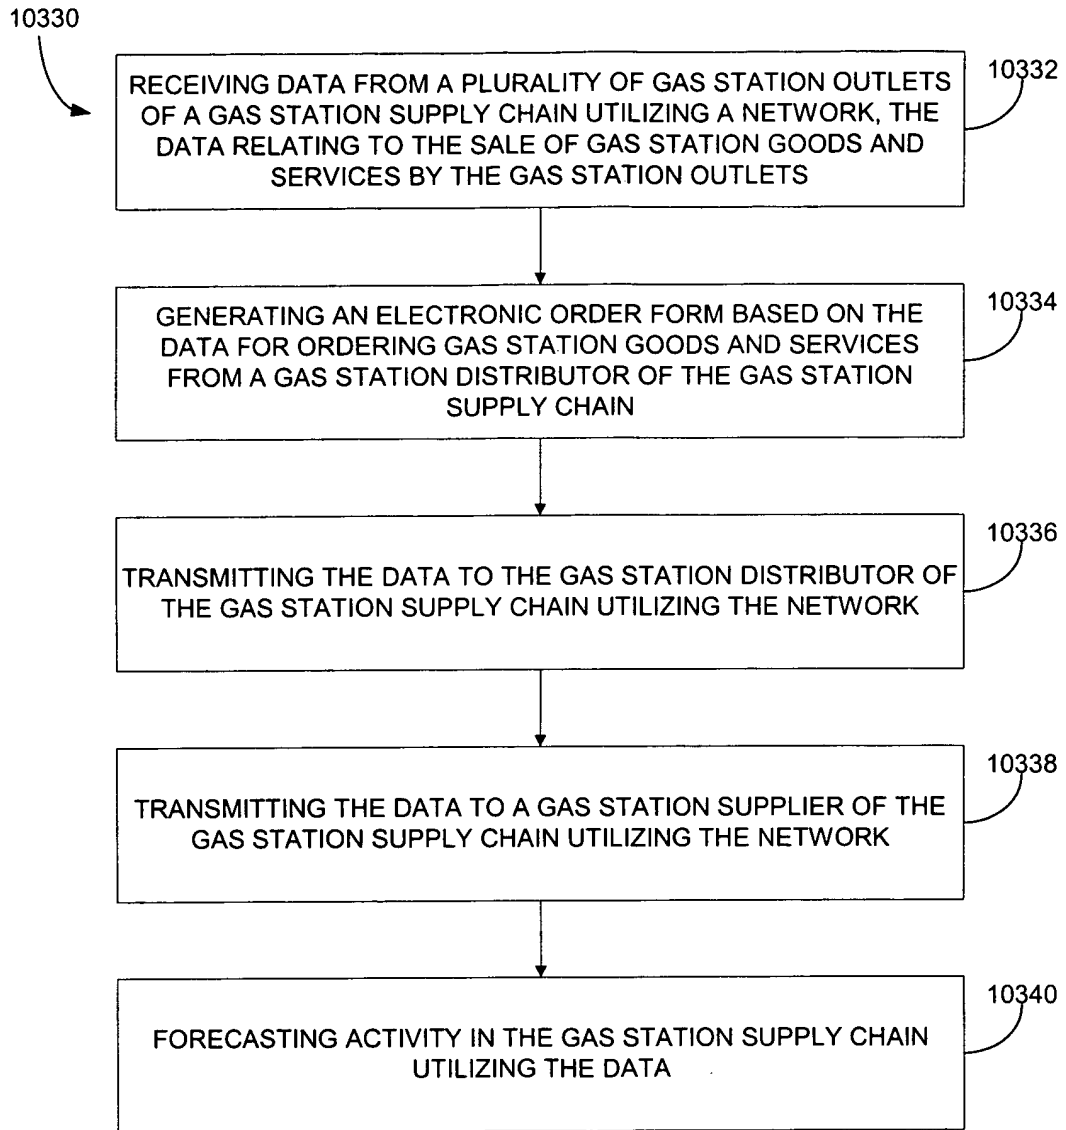 10330
RECEIVING DATA FROM A PLURALITY OF GAS STATION OUTLETS
OF A GAS STATION SUPPLY CHAIN UTILIZING A NETWORK, THE
DATA RELATING TO THE SALE OF GAS STATION GOODS AND
SERVICES BY THE GAS STATION OUTLETS
10332
GENERATING AN ELECTRONIC ORDER FORM BASED ON THE
DATA FOR ORDERING GAS STATION GOODS AND SERVICES
FROM A GAS STATION DISTRIBUTOR OF THE GAS STATION
SUPPLY CHAIN
10334
TRANSMITTING THE DATA TO THE GAS STATION DISTRIBUTOR OF
THE GAS STATION SUPPLY CHAIN UTILIZING THE NETWORK
10336
TRANSMITTING THE DATA TO A GAS STATION SUPPLIER OF THE
GAS STATION SUPPLY CHAIN UTILIZING THE NETWORK
10338
FORECASTING ACTIVITY IN THE GAS STATION SUPPLY CHAIN
UTILIZING THE DATA
10340